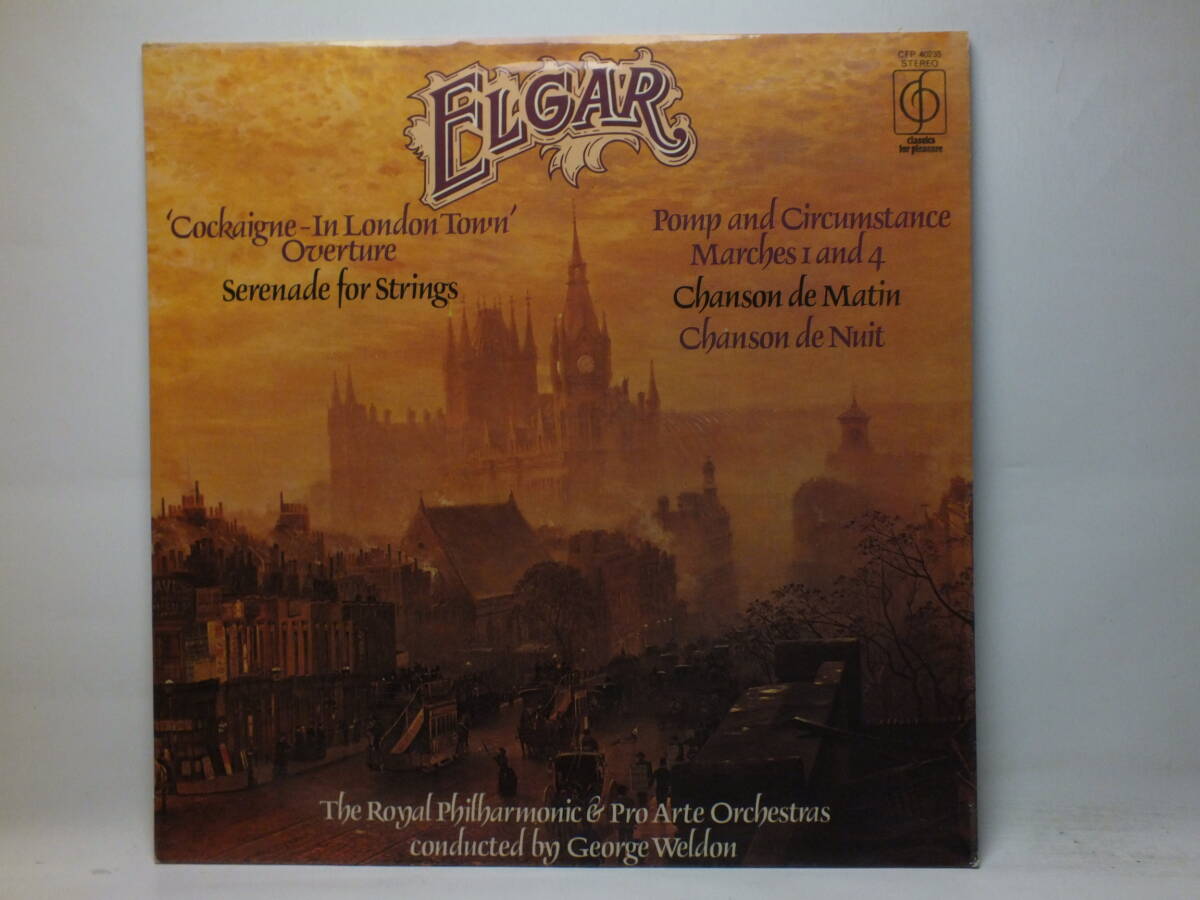 ELGAR
CFP 40235
STEREO
classics
for pleasure
'Cockaigne-In London Town'
Overture
Serenade for Strings
Pomp and Circumstance
Marches 1 and 4
Chanson de Matin
Chanson de Nuit
The Royal Philharmonic & Pro Arte Orchestras
conducted by George Weldon